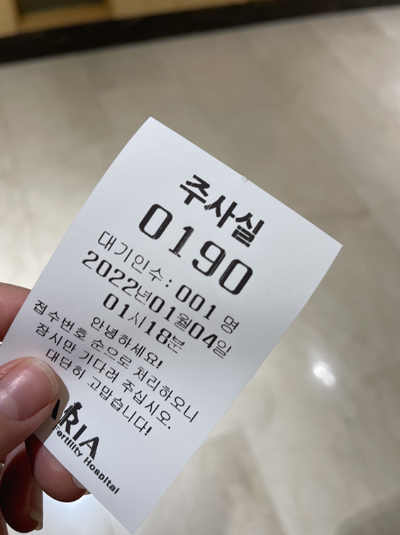 주사실
0190
대기인수: 001 명
2022년01월04일
01시18분
안녕하세요!
접수번호 순으로 처리하오니
잠시만 기다려 주십시오.
대단히 고맙습니다!
ARIA
Fertility Hospital